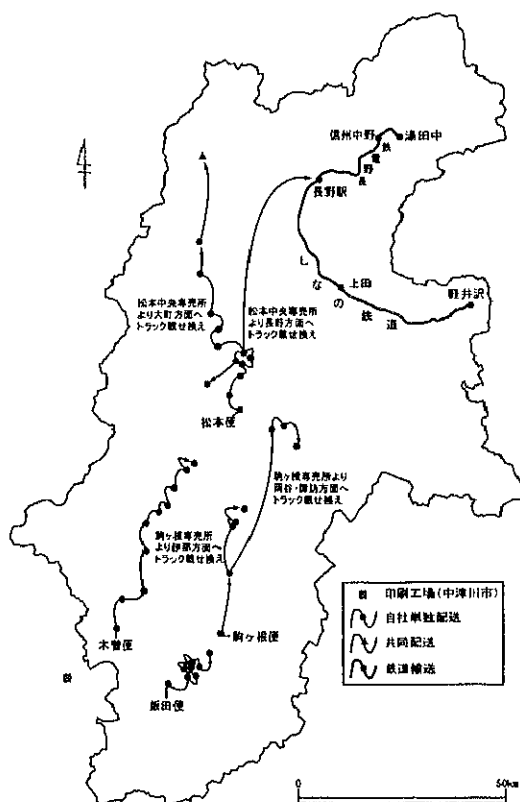 信州中野
湯田中
長野電鉄
長野駅
しなの鉄道
上田
軽井沢
松本中央専売所
より大町方面へ
トラック載せ換え
松本中央専売所
より長野方面へ
トラック載せ換え
松本便
駒ヶ根専売所より
岡谷・諏訪方面へ
トラック載せ換え
駒ヶ根専売所
より伊那方面へ
トラック載せ換え
木曽便
駒ヶ根便
飯田便
印刷工場(中津川市)
自社単独配送
共同配送
鉄道輸送
0
50km